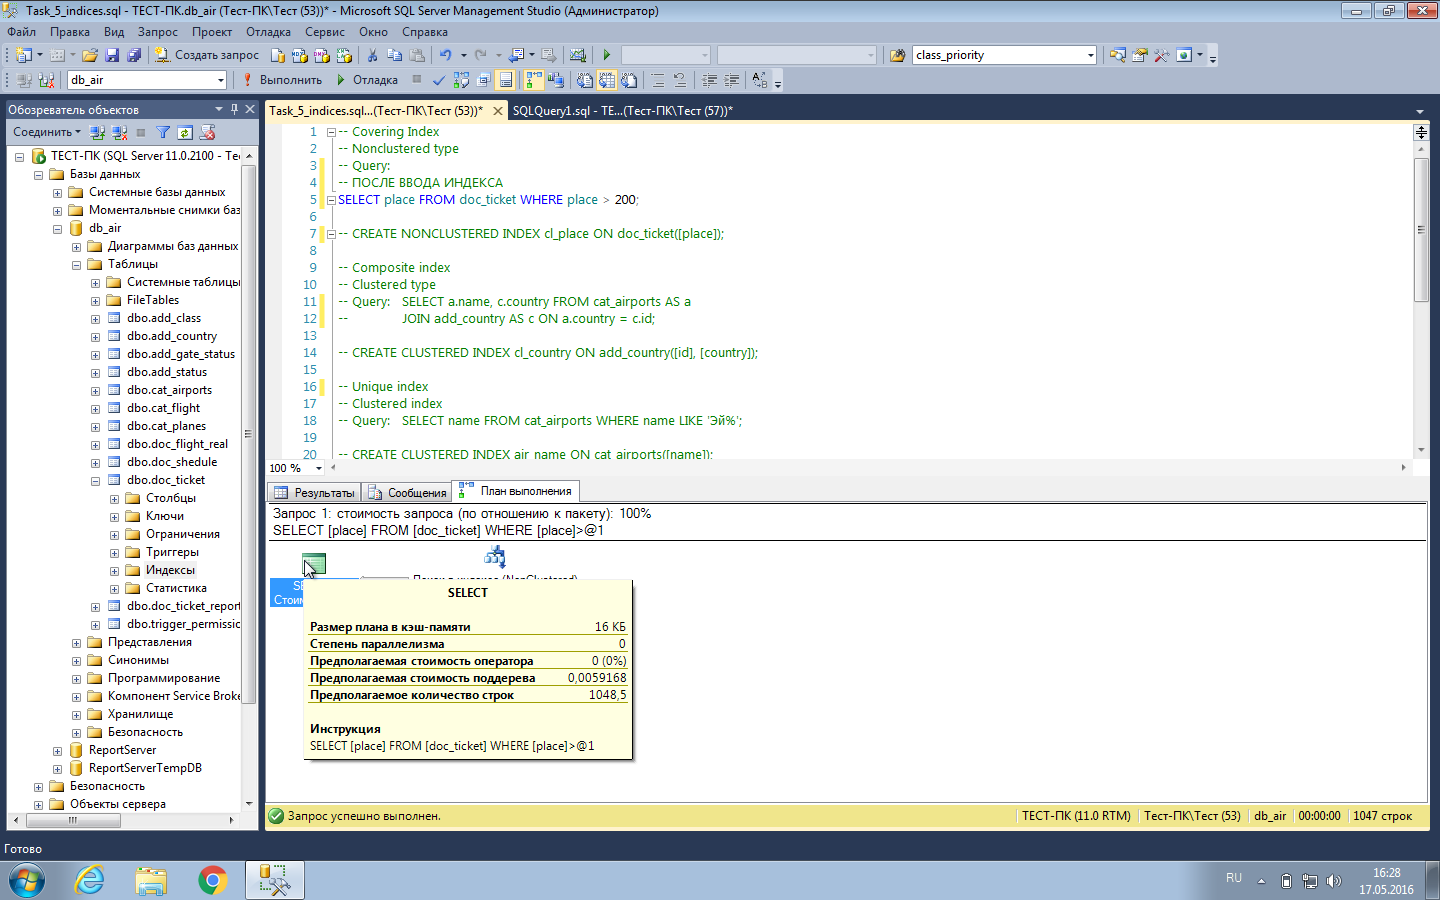 Task_5_indices.sql - ТЕСТ-ПК.db_air (Тест-ПК\Тест (53))* - Microsoft SQL Server Management Studio (Администратор)
Файл Правка Вид Запрос Проект Отладка Сервис Окно Справка
Создать запрос
class_priority
db_air
Выполнить
Отладка
Обозреватель объектов
Соединить
ТЕСТ-ПК (SQL Server 11.0.2100 - Те
Базы данных
Системные базы данных
Моментальные снимки баз
db_air
Диаграммы баз данных
Таблицы
Системные таблицы
FileTables
dbo.add_class
dbo.add_country
dbo.add_gate_status
dbo.add_status
dbo.cat_airports
dbo.cat_flight
dbo.cat_planes
dbo.doc_flight_real
dbo.doc_shedule
dbo.doc_ticket
Столбцы
Ключи
Ограничения
Триггеры
Индексы
Статистика
dbo.doc_ticket_report
dbo.trigger_permissic
Представления
Синонимы
Программирование
Компонент Service Broke
Хранилище
Безопасность
ReportServer
ReportServerTempDB
Безопасность
Объекты сервера
Task_5_indices.sql...(Тест-ПК\Тест (53))*
SQLQuery1.sql - ТЕ...(Тест-ПК\Тест (57))*
1 -- Covering Index
2 -- Nonclustered type
3 -- Query:
4 -- ПОСЛЕ ВВОДА ИНДЕКСА
5 SELECT place FROM doc_ticket WHERE place > 200;
6
7 -- CREATE NONCLUSTERED INDEX cl_place ON doc_ticket([place]);
8
9 -- Composite index
10 -- Clustered type
11 -- Query: SELECT a.name, c.country FROM cat_airports AS a
12 -- JOIN add_country AS c ON a.country = c.id;
13
14 -- CREATE CLUSTERED INDEX cl_country ON add_country([id], [country]);
15
16 -- Unique index
17 -- Clustered index
18 -- Query: SELECT name FROM cat_airports WHERE name LIKE 'Эй%';
19
20 -- CREATE CLUSTERED INDEX air_name ON cat_airports([name]);
100 %
Результаты
Сообщения
План выполнения
Запрос 1: стоимость запроса (по отношению к пакету): 100%
SELECT [place] FROM [doc_ticket] WHERE [place]>@1
Поиск в индексе (NonClustered)
SE
Стоим
SELECT
Размер плана в кэш-памяти 16 КБ
Степень параллелизма 0
Предполагаемая стоимость оператора 0 (0%)
Предполагаемая стоимость поддерева 0,0059168
Предполагаемое количество строк 1048,5
Инструкция
SELECT [place] FROM [doc_ticket] WHERE [place]>@1
Запрос успешно выполнен.
ТЕСТ-ПК (11.0 RTM)
Тест-ПК\Тест (53)
db_air
00:00:00
1047 строк
Готово
RU
16:28
17.05.2016